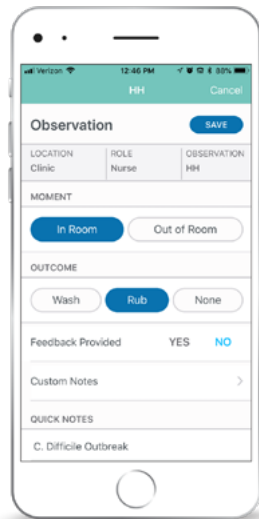 Verizon 12:46 PM 88%
HH Cancel
Observation SAVE
LOCATION ROLE OBSERVATION
Clinic Nurse HH
MOMENT
In Room Out of Room
OUTCOME
Wash Rub None
Feedback Provided YES NO
Custom Notes
QUICK NOTES
C. Difficile Outbreak